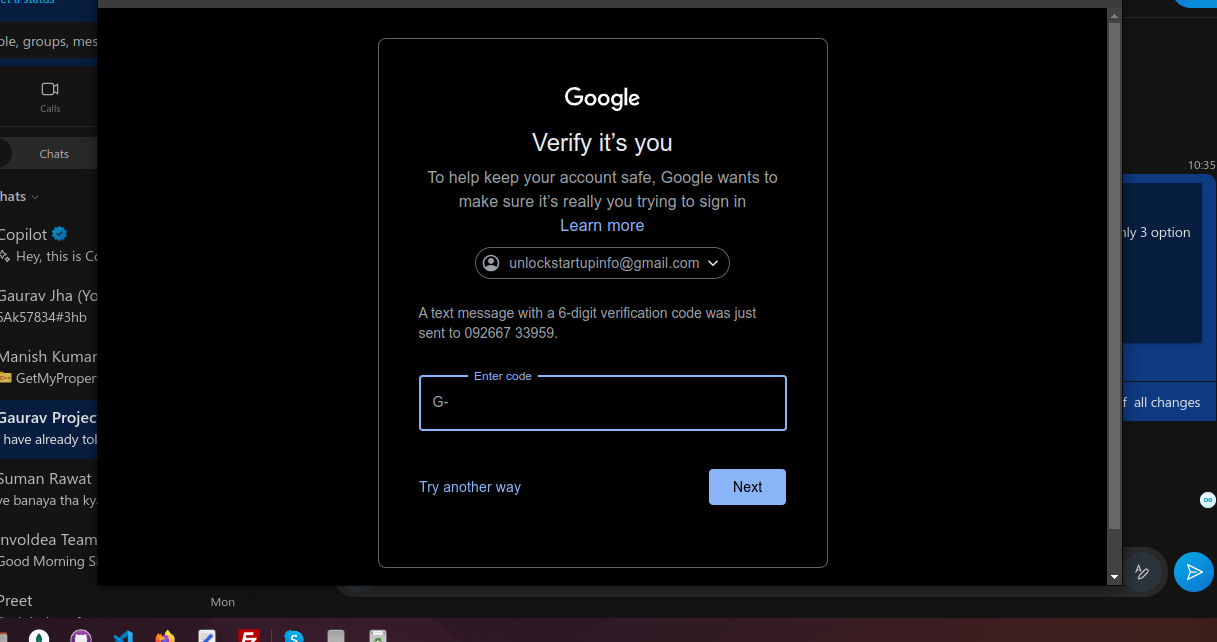 Google
Verify it's you
To help keep your account safe, Google wants to
make sure it's really you trying to sign in
Learn more
unlockstartupinfo@gmail.com
A text message with a 6-digit verification code was just
sent to 092667 33959.
Enter code
G-
Try another way
Next
groups, mes
Calls
Chats
hats
Copilot
Hey, this is Co
Gaurav Jha (Yo
6Ak57834#3hb
Manish Kumar
GetMyProper
Gaurav Projec
have already tol
Suman Rawat
ve banaya tha ky
nvoIdea Team
Good Morning S
Preet
Mon
10:35
nly 3 option
f all changes